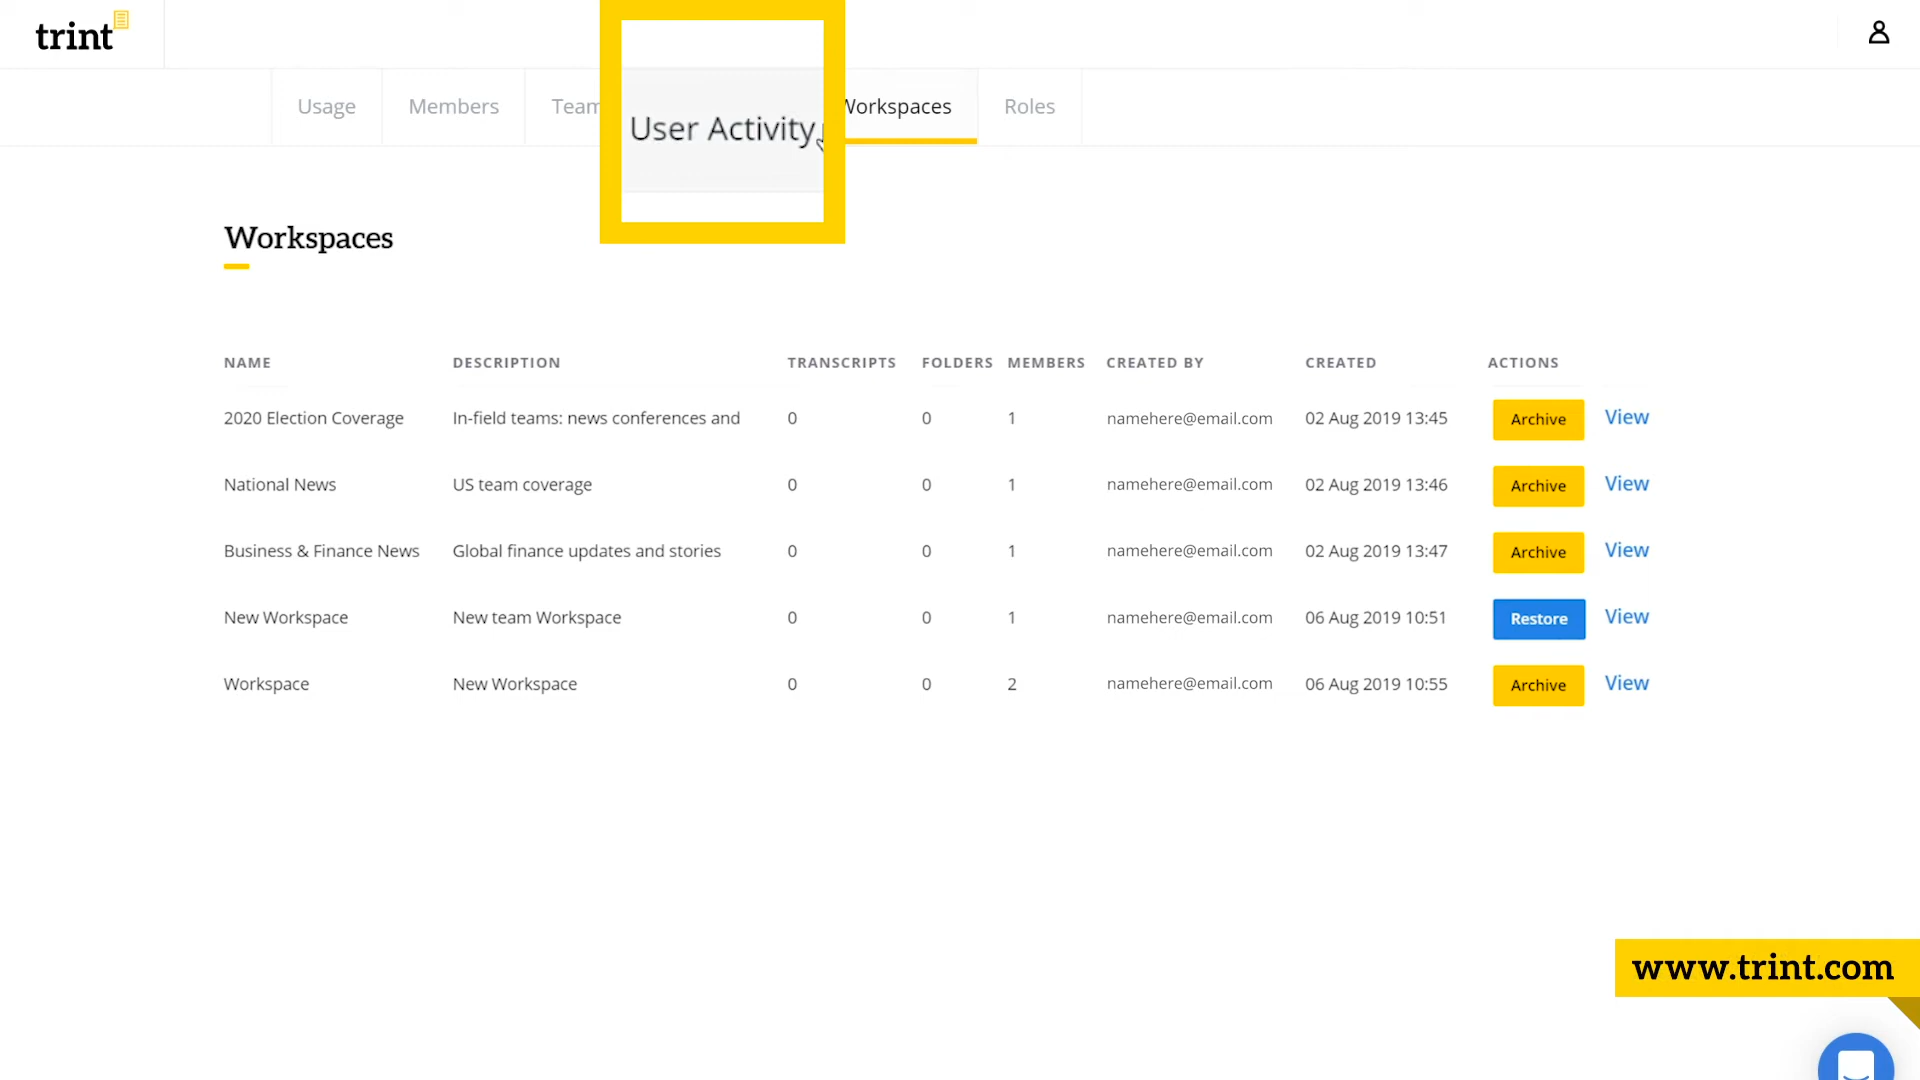 trint
Usage Members Team User Activity Workspaces Roles
Workspaces
NAME DESCRIPTION TRANSCRIPTS FOLDERS MEMBERS CREATED BY CREATED ACTIONS
2020 Election Coverage In-field teams: news conferences and 0 0 1 namehere@email.com 02 Aug 2019 13:45 Archive View
National News US team coverage 0 0 1 namehere@email.com 02 Aug 2019 13:46 Archive View
Business & Finance News Global finance updates and stories 0 0 1 namehere@email.com 02 Aug 2019 13:47 Archive View
New Workspace New team Workspace 0 0 1 namehere@email.com 06 Aug 2019 10:51 Restore View
Workspace New Workspace 0 0 2 namehere@email.com 06 Aug 2019 10:55 Archive View
www.trint.com